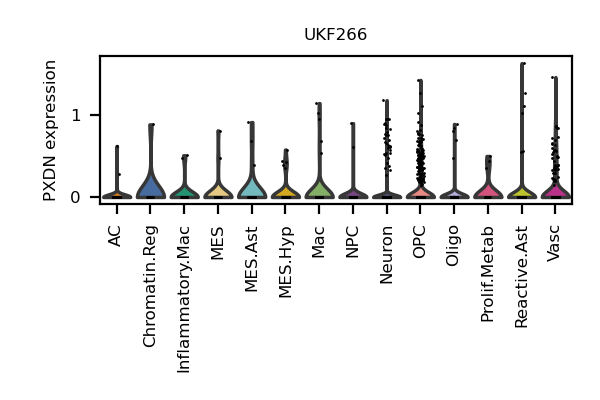 UKF266
PXDN expression
1
0
AC
Chromatin.Reg
Inflammatory.Mac
MES
MES.Ast
MES.Hyp
Mac
NPC
Neuron
OPC
Oligo
Prolif.Metab
Reactive.Ast
Vasc